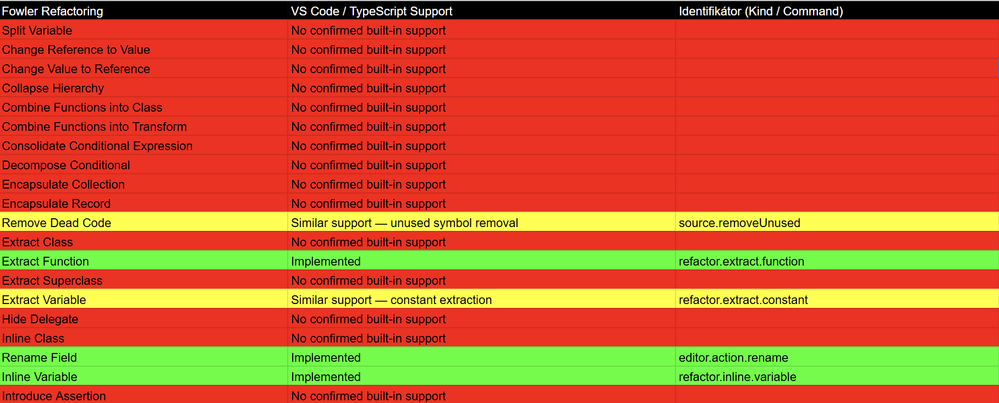 Fowler Refactoring VS Code / TypeScript Support Identifikátor (Kind / Command)
Split Variable No confirmed built-in support
Change Reference to Value No confirmed built-in support
Change Value to Reference No confirmed built-in support
Collapse Hierarchy No confirmed built-in support
Combine Functions into Class No confirmed built-in support
Combine Functions into Transform No confirmed built-in support
Consolidate Conditional Expression No confirmed built-in support
Decompose Conditional No confirmed built-in support
Encapsulate Collection No confirmed built-in support
Encapsulate Record No confirmed built-in support
Remove Dead Code Similar support — unused symbol removal source.removeUnused
Extract Class No confirmed built-in support
Extract Function Implemented refactor.extract.function
Extract Superclass No confirmed built-in support
Extract Variable Similar support — constant extraction refactor.extract.constant
Hide Delegate No confirmed built-in support
Inline Class No confirmed built-in support
Rename Field Implemented editor.action.rename
Inline Variable Implemented refactor.inline.variable
Introduce Assertion No confirmed built-in support